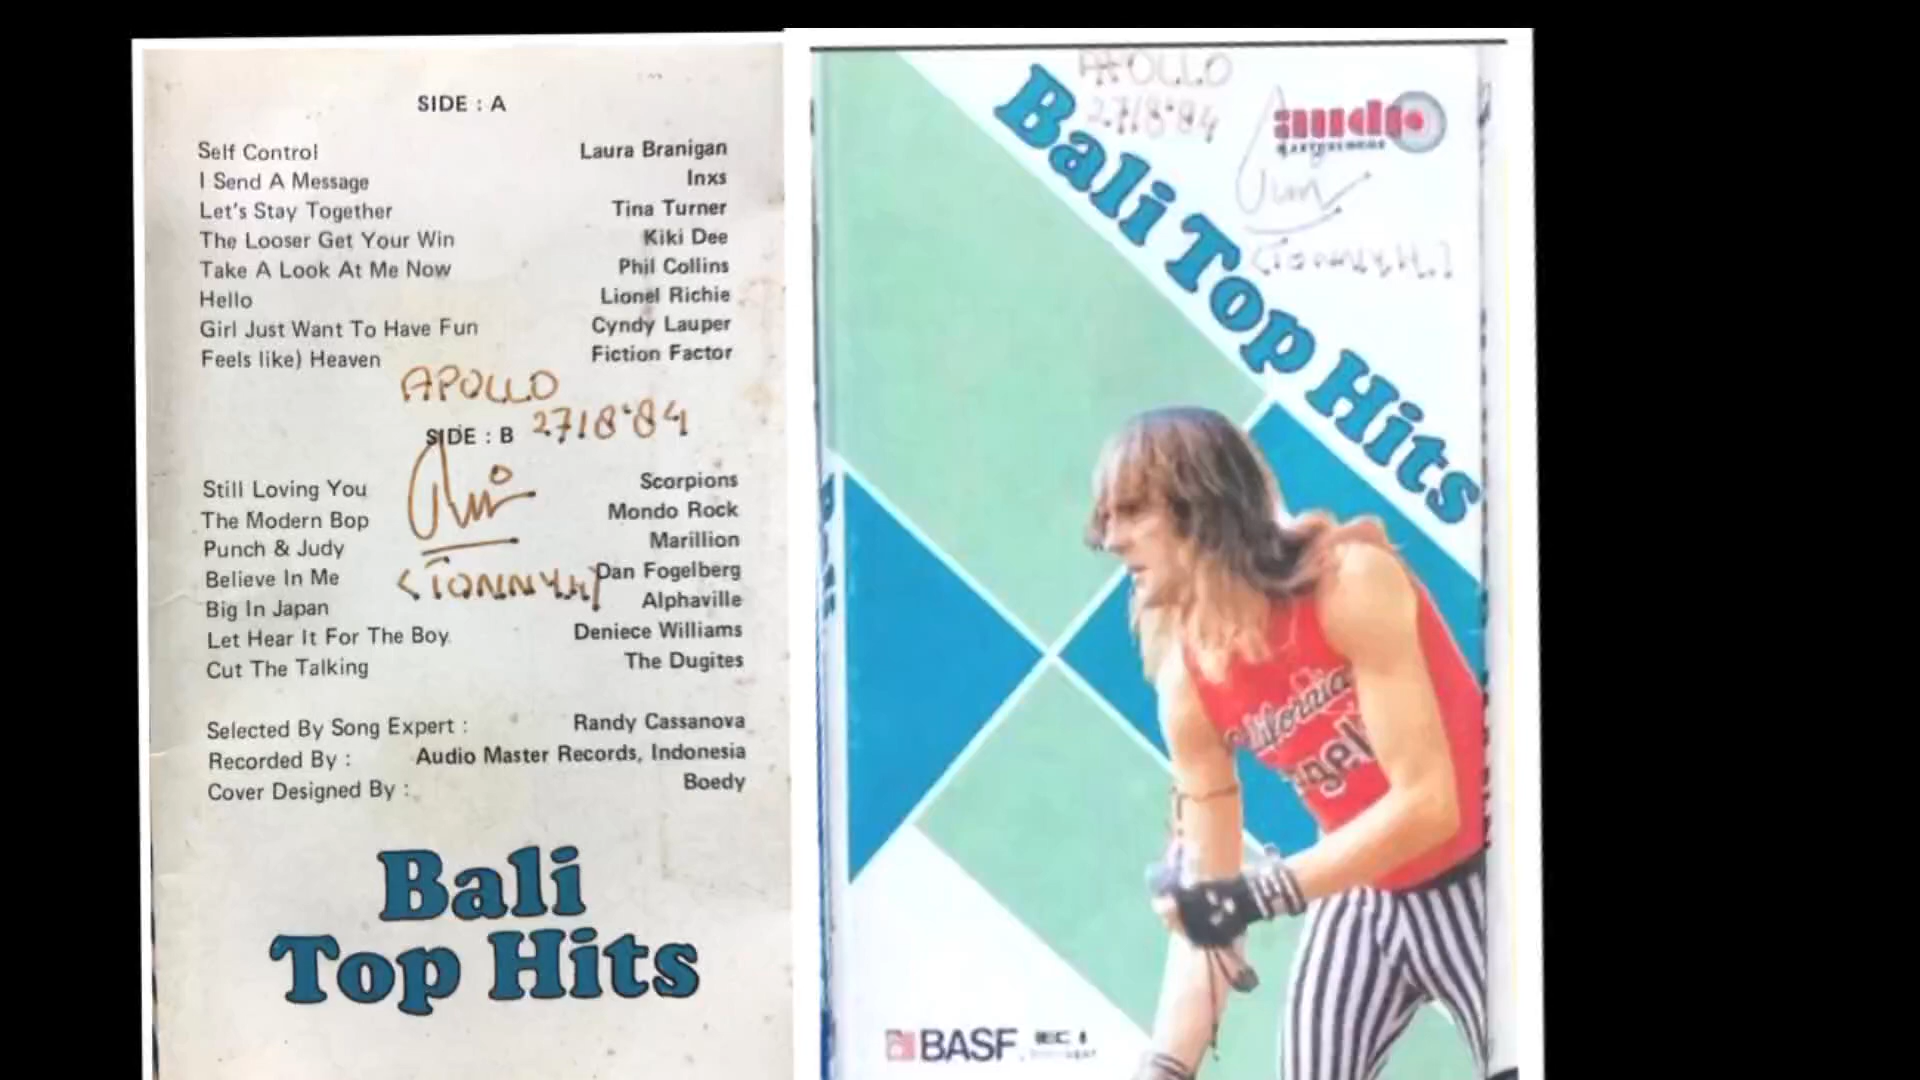 SIDE : A
Self Control Laura Branigan
I Send A Message Inxs
Let's Stay Together Tina Turner
The Looser Get Your Win Kiki Dee
Take A Look At Me Now Phil Collins
Hello Lionel Richie
Girl Just Want To Have Fun Cyndy Lauper
Feels like) Heaven Fiction Factor
APOLLO
27/8'84
SIDE : B
Still Loving You Scorpions
The Modern Bop Mondo Rock
Punch & Judy Marillion
Believe In Me Dan Fogelberg
(TONNY.H)
Big In Japan Alphaville
Let Hear It For The Boy. Deniece Williams
Cut The Talking The Dugites
Selected By Song Expert : Randy Cassanova
Recorded By : Audio Master Records, Indonesia
Cover Designed By : Boedy
Bali
Top Hits
APOLLO
27/8'84
audio
(TONNY.H.)
Bali Top Hits
California
BASF